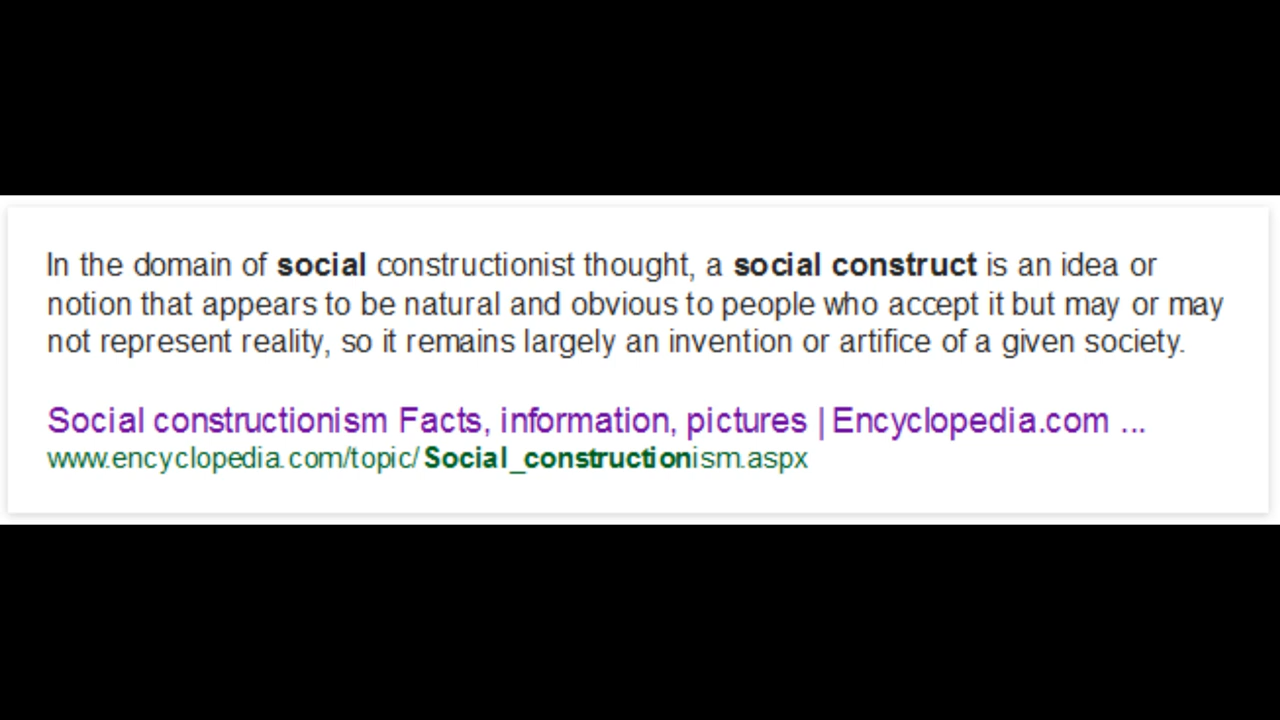 In the domain of social constructionist thought, a social construct is an idea or
notion that appears to be natural and obvious to people who accept it but may or may
not represent reality, so it remains largely an invention or artifice of a given society.
Social constructionism Facts, information, pictures | Encyclopedia.com ...
www.encyclopedia.com/topic/Social_constructionism.aspx